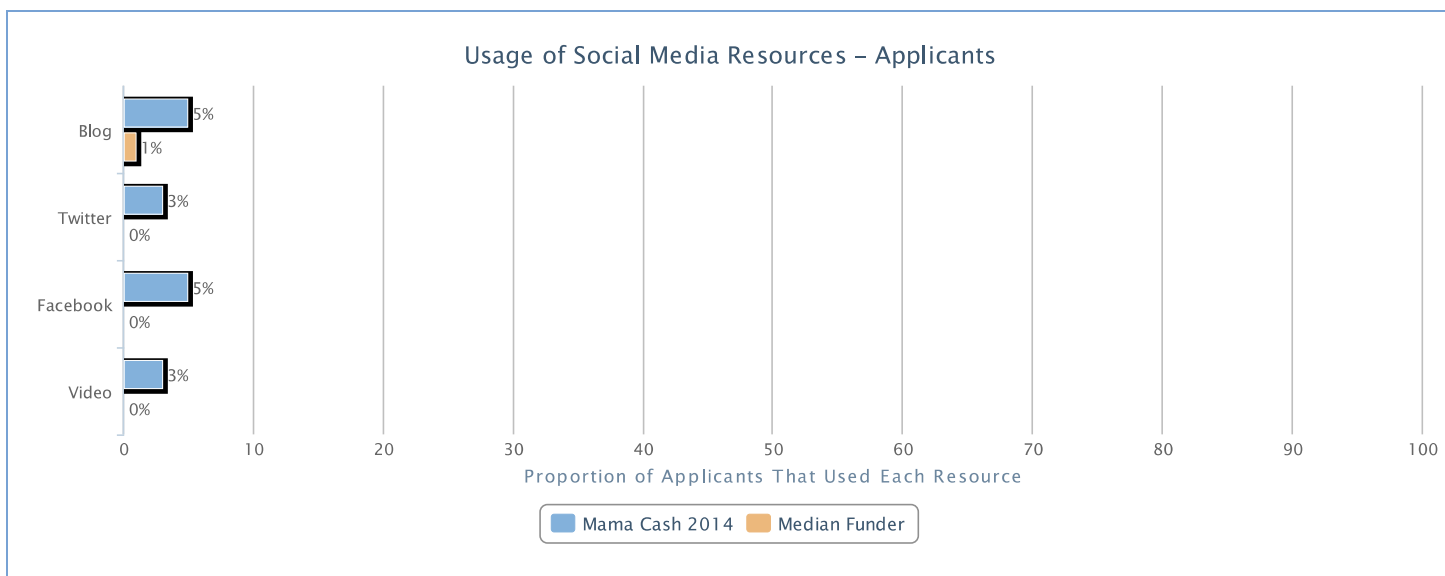 Usage of Social Media Resources – Applicants
Blog
5%
1%
Twitter
3%
0%
Facebook
5%
0%
Video
3%
0%
0 10 20 30 40 50 60 70 80 90 100
Proportion of Applicants That Used Each Resource
Mama Cash 2014 Median Funder